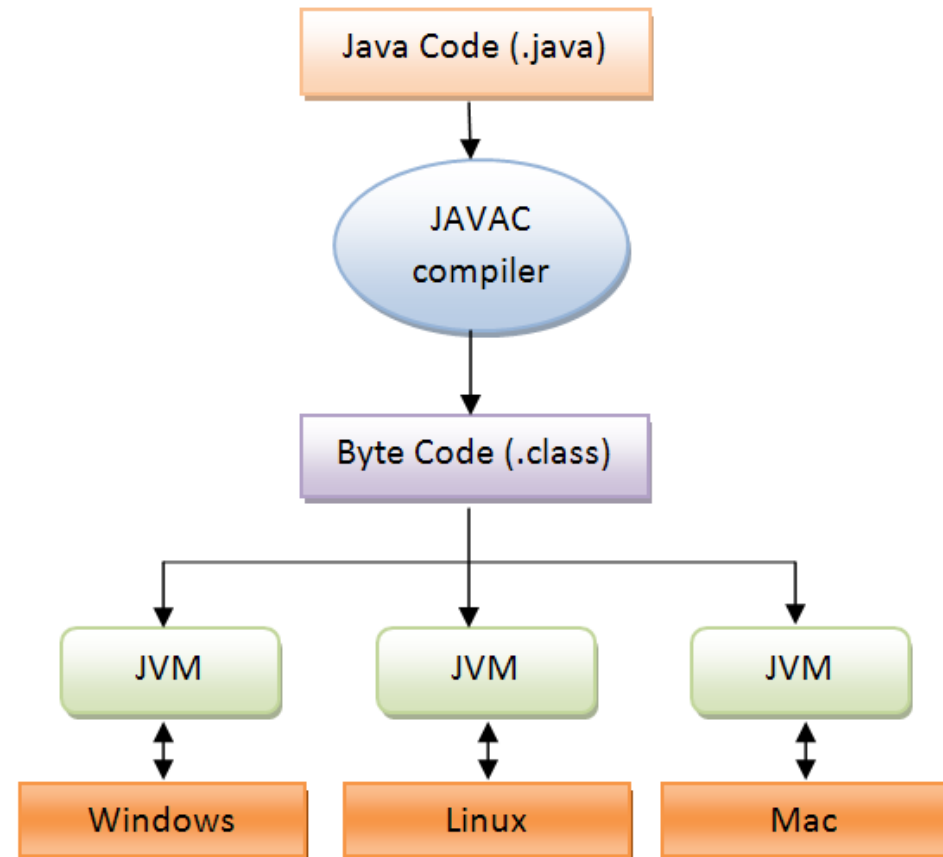 Java Code (.java)
JAVAC
compiler
Byte Code (.class)
JVM
JVM
JVM
Windows
Linux
Mac